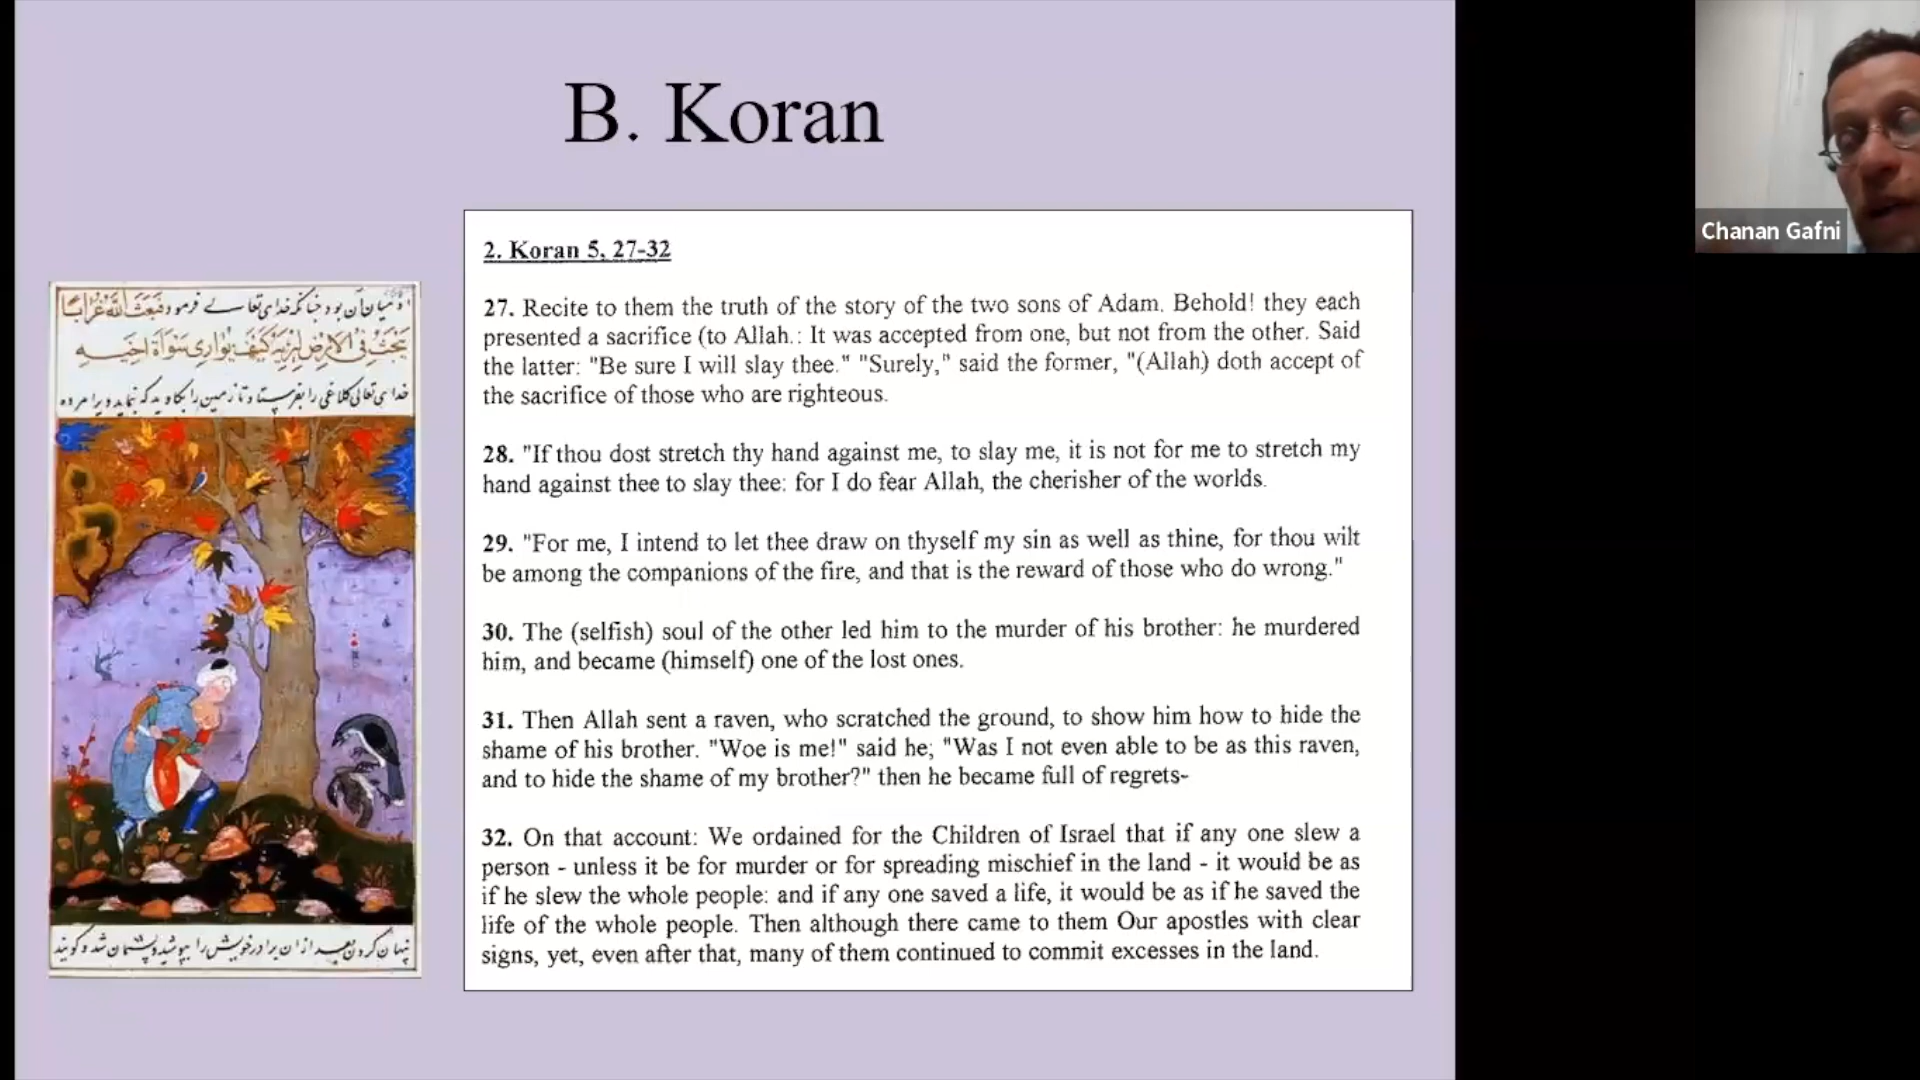 B. Koran
2. Koran 5, 27-32
27. Recite to them the truth of the story of the two sons of Adam. Behold! they each
presented a sacrifice (to Allah.: It was accepted from one, but not from the other. Said
the latter: "Be sure I will slay thee." "Surely," said the former, "(Allah) doth accept of
the sacrifice of those who are righteous.
28. "If thou dost stretch thy hand against me, to slay me, it is not for me to stretch my
hand against thee to slay thee: for I do fear Allah, the cherisher of the worlds.
29. "For me, I intend to let thee draw on thyself my sin as well as thine, for thou wilt
be among the companions of the fire, and that is the reward of those who do wrong."
30. The (selfish) soul of the other led him to the murder of his brother: he murdered
him, and became (himself) one of the lost ones.
31. Then Allah sent a raven, who scratched the ground, to show him how to hide the
shame of his brother. "Woe is me!" said he; "Was I not even able to be as this raven,
and to hide the shame of my brother?" then he became full of regrets-
32. On that account: We ordained for the Children of Israel that if any one slew a
person - unless it be for murder or for spreading mischief in the land - it would be as
if he slew the whole people: and if any one saved a life, it would be as if he saved the
life of the whole people. Then although there came to them Our apostles with clear
signs, yet, even after that, many of them continued to commit excesses in the land.
فبعث الله غرابا
يبحث في الارض ليريه كيف يواري سواة اخيه
Chanan Gafni